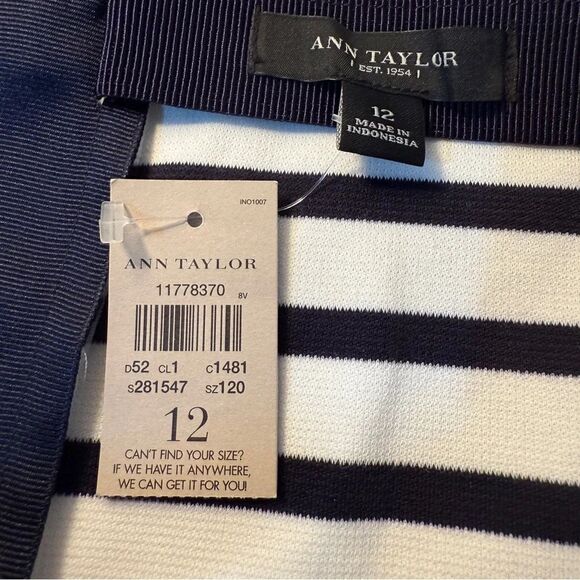 ANN TAYLOR
EST. 1954
12
MADE IN
INDONESIA
INO1007
ANN TAYLOR
11778370
8V
D52 CL1 C1481
S281547 SZ120
12
CAN'T FIND YOUR SIZE?
IF WE HAVE IT ANYWHERE,
WE CAN GET IT FOR YOU!